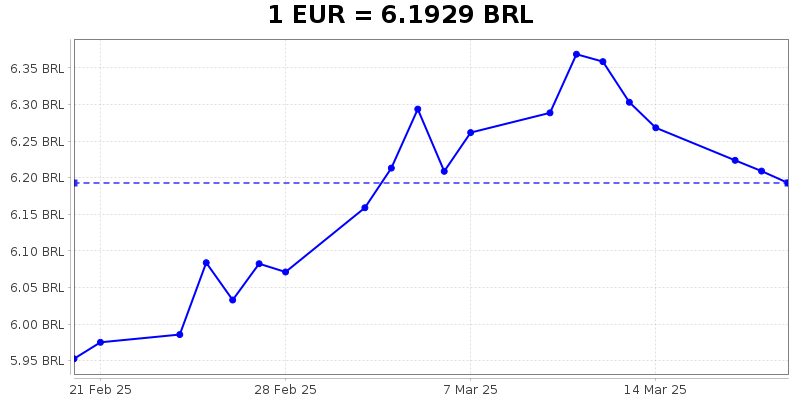 1 EUR = 6.1929 BRL
6.35 BRL
6.30 BRL
6.25 BRL
6.20 BRL
6.15 BRL
6.10 BRL
6.05 BRL
6.00 BRL
5.95 BRL
21 Feb 25
28 Feb 25
7 Mar 25
14 Mar 25